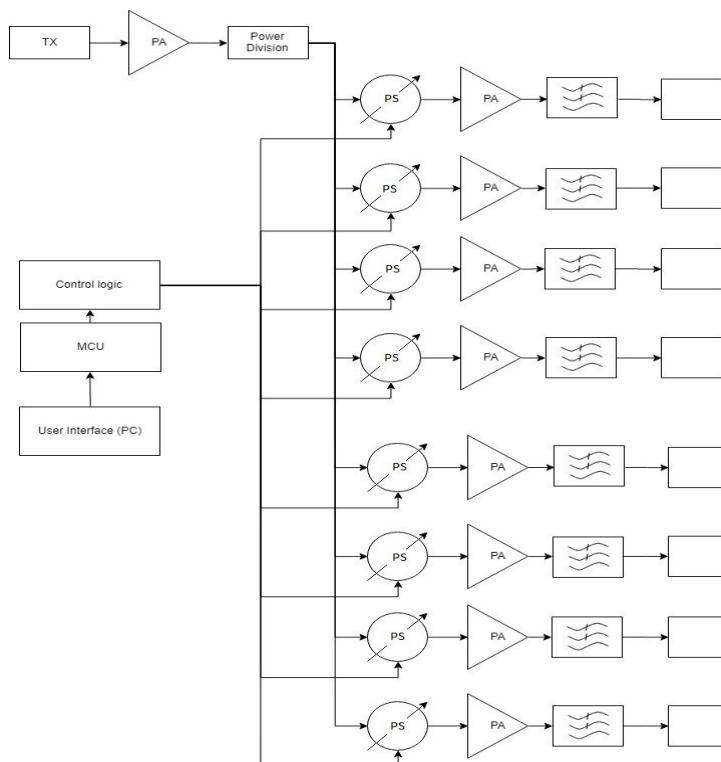 TX
PA
Power
Division
PS
PA
PS
PA
Control logic
PS
PA
MCU
PS
PA
User Interface (PC)
PS
PA
PS
PA
PS
PA
PS
PA